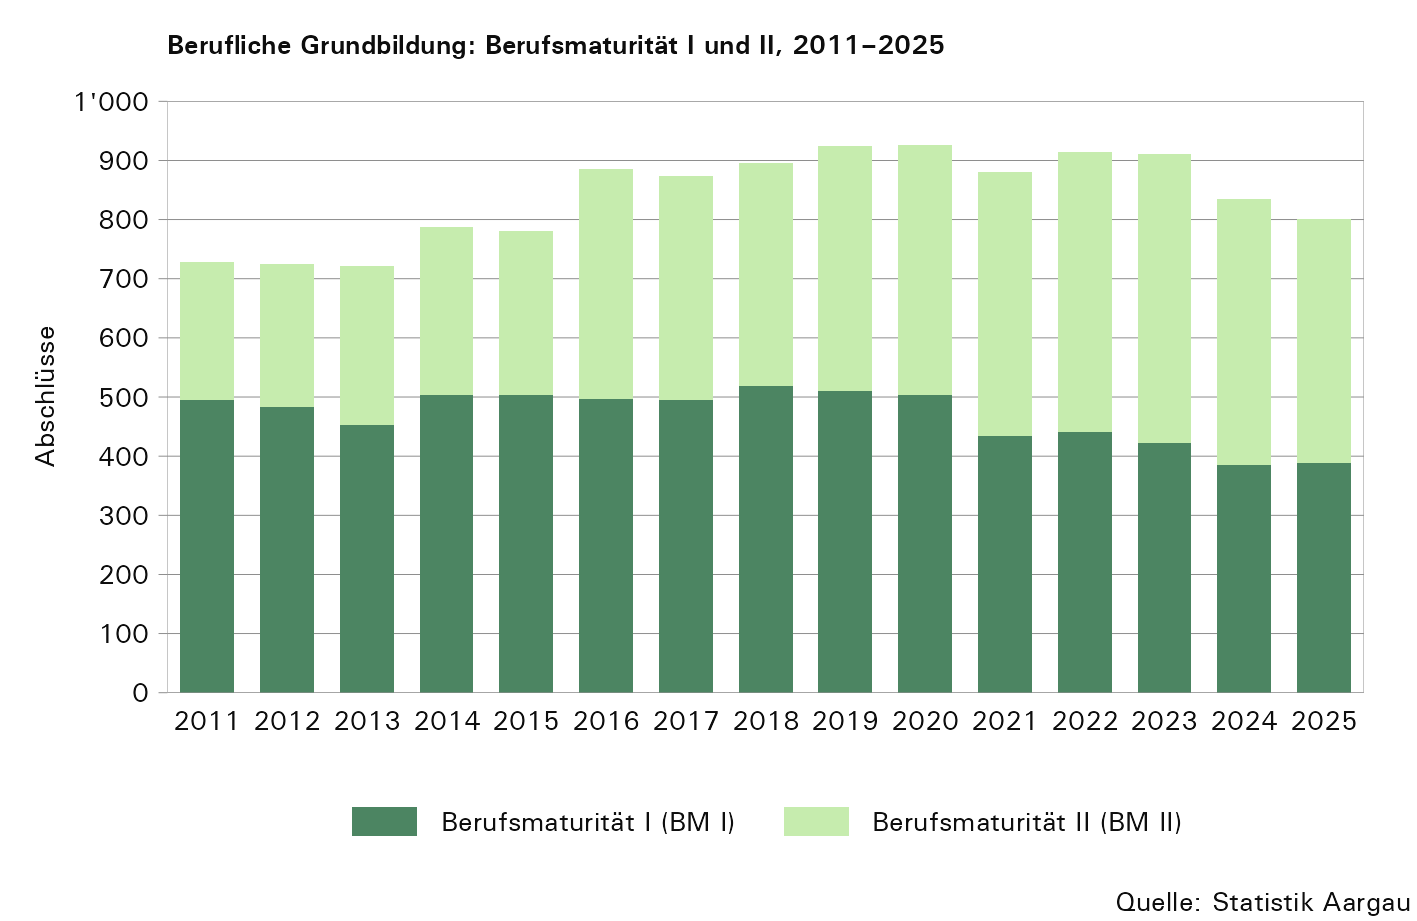 Berufliche Grundbildung: Berufsmaturität I und II, 2011–2025
1'000
900
800
700
600
500
400
300
200
100
0
Abschlüsse
2011 2012 2013 2014 2015 2016 2017 2018 2019 2020 2021 2022 2023 2024 2025
Berufsmaturität I (BM I) Berufsmaturität II (BM II)
Quelle: Statistik Aargau